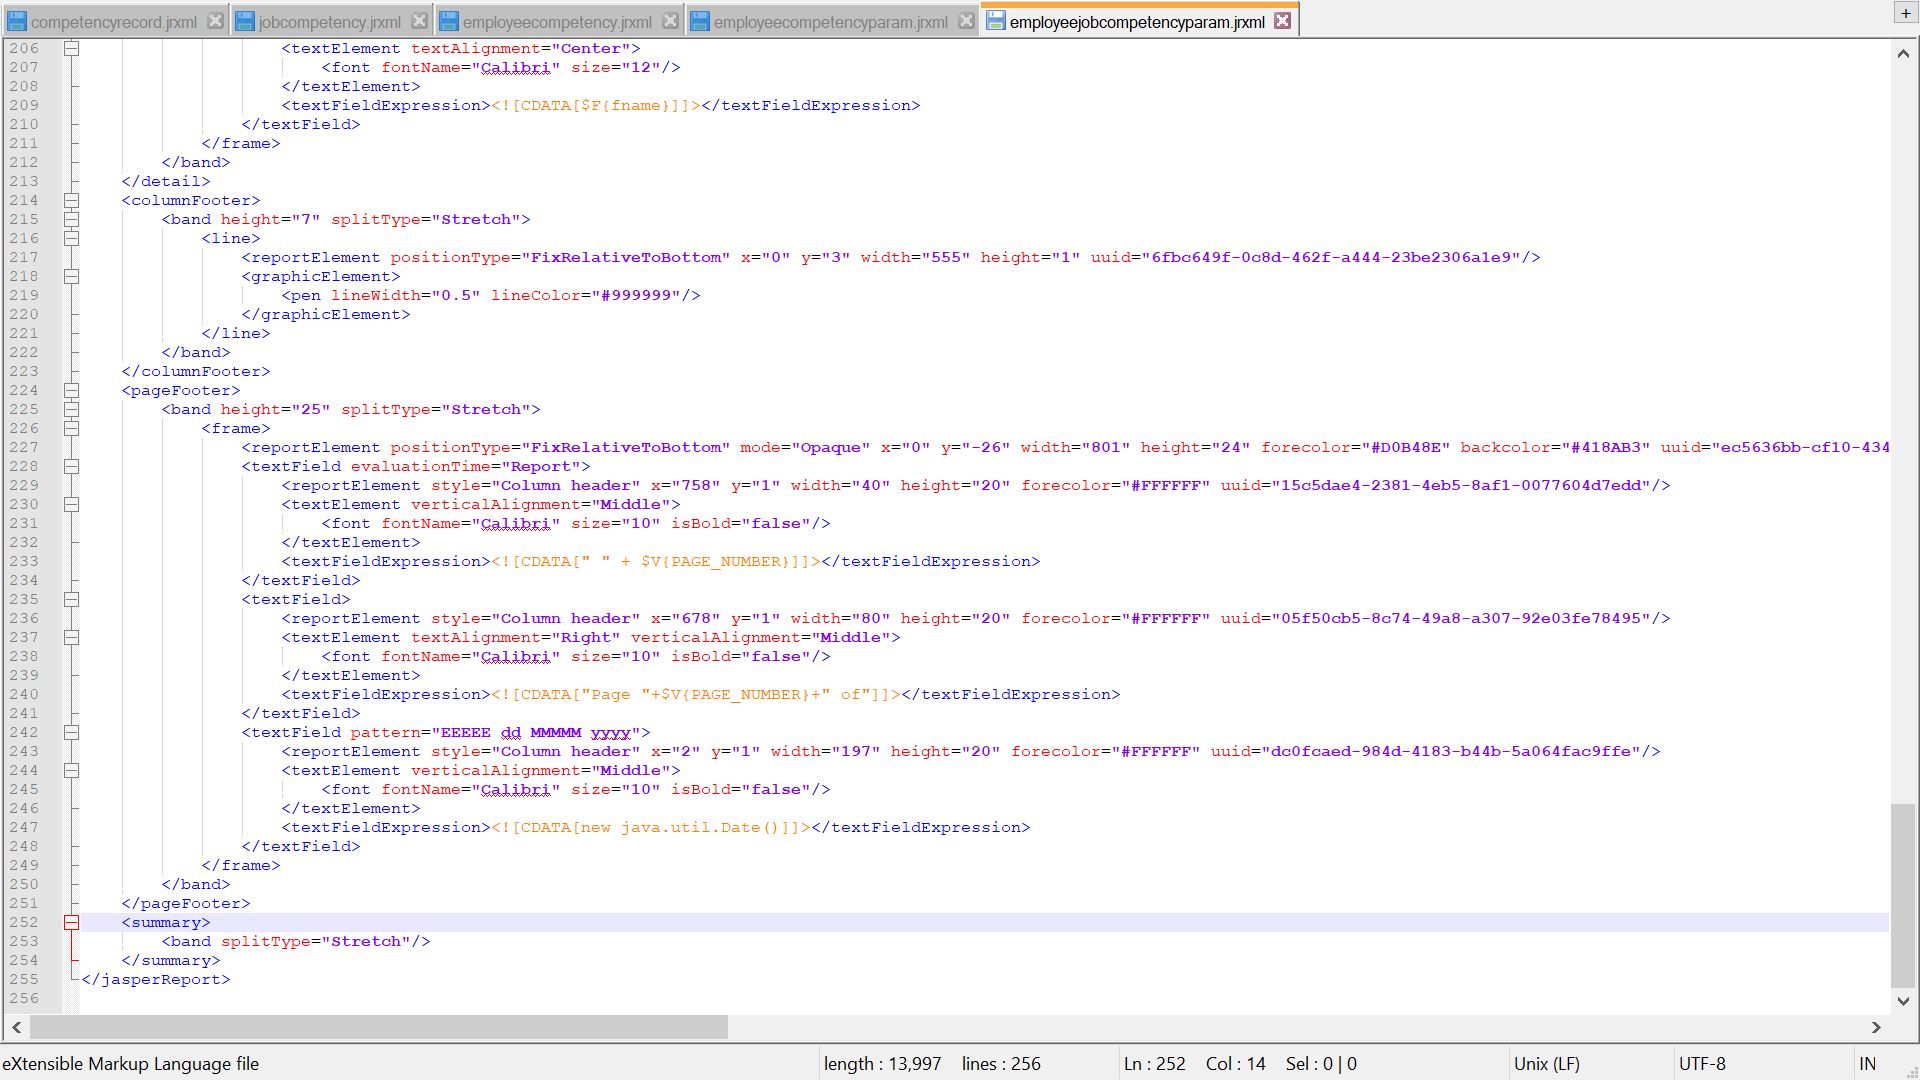 competencyrecord.jrxml jobcompetency.jrxml employeecompetency.jrxml employeecompetencyparam.jrxml employeejobcompetencyparam.jrxml +
206 <textElement textAlignment="Center">
207 <font fontName="Calibri" size="12"/>
208 </textElement>
209 <textFieldExpression><![CDATA[$F{fname}]]></textFieldExpression>
210 </textField>
211 </frame>
212 </band>
213 </detail>
214 <columnFooter>
215 <band height="7" splitType="Stretch">
216 <line>
217 <reportElement positionType="FixRelativeToBottom" x="0" y="3" width="555" height="1" uuid="6fbc649f-0c8d-462f-a444-23be2306a1e9"/>
218 <graphicElement>
219 <pen lineWidth="0.5" lineColor="#999999"/>
220 </graphicElement>
221 </line>
222 </band>
223 </columnFooter>
224 <pageFooter>
225 <band height="25" splitType="Stretch">
226 <frame>
227 <reportElement positionType="FixRelativeToBottom" mode="Opaque" x="0" y="-26" width="801" height="24" forecolor="#D0B48E" backcolor="#418AB3" uuid="ec5636bb-cf10-434
228 <textField evaluationTime="Report">
229 <reportElement style="Column header" x="758" y="1" width="40" height="20" forecolor="#FFFFFF" uuid="15c5dae4-2381-4eb5-8af1-0077604d7edd"/>
230 <textElement verticalAlignment="Middle">
231 <font fontName="Calibri" size="10" isBold="false"/>
232 </textElement>
233 <textFieldExpression><![CDATA[" " + $V{PAGE_NUMBER}]]></textFieldExpression>
234 </textField>
235 <textField>
236 <reportElement style="Column header" x="678" y="1" width="80" height="20" forecolor="#FFFFFF" uuid="05f50cb5-8c74-49a8-a307-92e03fe78495"/>
237 <textElement textAlignment="Right" verticalAlignment="Middle">
238 <font fontName="Calibri" size="10" isBold="false"/>
239 </textElement>
240 <textFieldExpression><![CDATA["Page "+$V{PAGE_NUMBER}+" of"]]></textFieldExpression>
241 </textField>
242 <textField pattern="EEEEE dd MMMMM yyyy">
243 <reportElement style="Column header" x="2" y="1" width="197" height="20" forecolor="#FFFFFF" uuid="dc0fcaed-984d-4183-b44b-5a064fac9ffe"/>
244 <textElement verticalAlignment="Middle">
245 <font fontName="Calibri" size="10" isBold="false"/>
246 </textElement>
247 <textFieldExpression><![CDATA[new java.util.Date()]]></textFieldExpression>
248 </textField>
249 </frame>
250 </band>
251 </pageFooter>
252 <summary>
253 <band splitType="Stretch"/>
254 </summary>
255 </jasperReport>
256
eXtensible Markup Language file length : 13,997 lines : 256 Ln : 252 Col : 14 Sel : 0 | 0 Unix (LF) UTF-8 IN